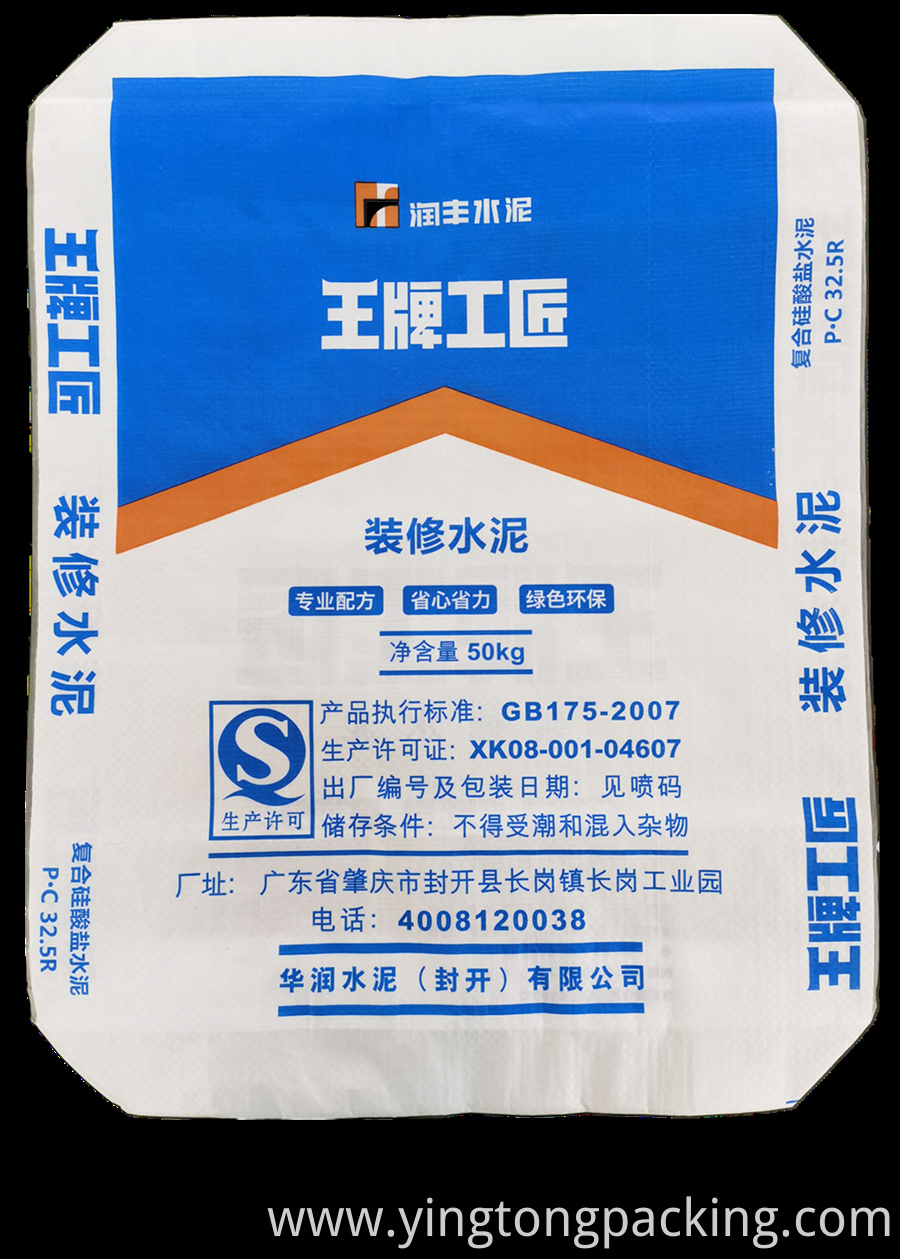 润丰水泥
王牌工匠
装修水泥
专业配方 省心省力 绿色环保
净含量 50kg
产品执行标准：GB175-2007
生产许可证：XK08-001-04607
出厂编号及包装日期：见喷码
储存条件：不得受潮和混入杂物
S
生产许可
厂址：广东省肇庆市封开县长岗镇长岗工业园
电话：4008120038
华润水泥（封开）有限公司
王牌工匠
装修水泥
复合硅酸盐水泥
P·C 32.5R
复合硅酸盐水泥
P·C 32.5R
装修水泥
王牌工匠
www.yingtongpacking.com